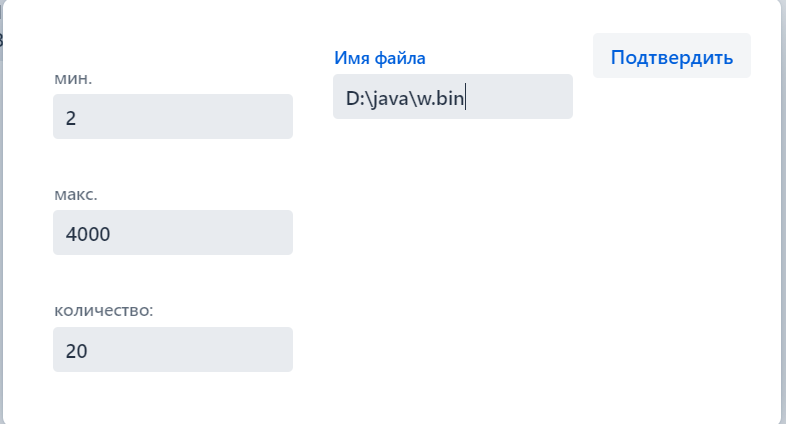 мин.
2
макс.
4000
количество:
20
Имя файла
D:\java\w.bin
Подтвердить